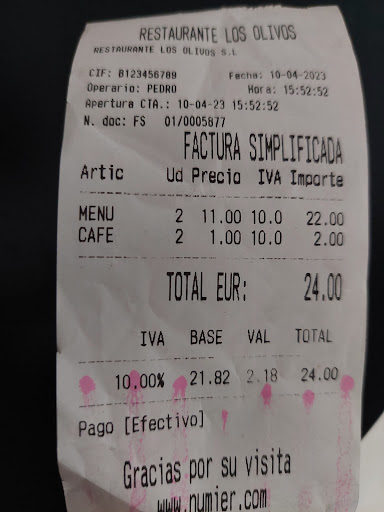 RESTAURANTE LOS OLIVOS
RESTAURANTE LOS OLIVOS S.L
CIF: B123456789 Fecha: 10-04-2023
Operario: PEDRO Hora: 15:52:52
Apertura CTA.: 10-04-23 15:52:52
N. doc: FS 01/0005877
FACTURA SIMPLIFICADA
Artic Ud Precio IVA Importe
MENU 2 11.00 10.0 22.00
CAFE 2 1.00 10.0 2.00
TOTAL EUR: 24.00
IVA BASE VAL TOTAL
10,00% 21.82 2.18 24.00
Pago [Efectivo]
Gracias por su visita
www.numier.com